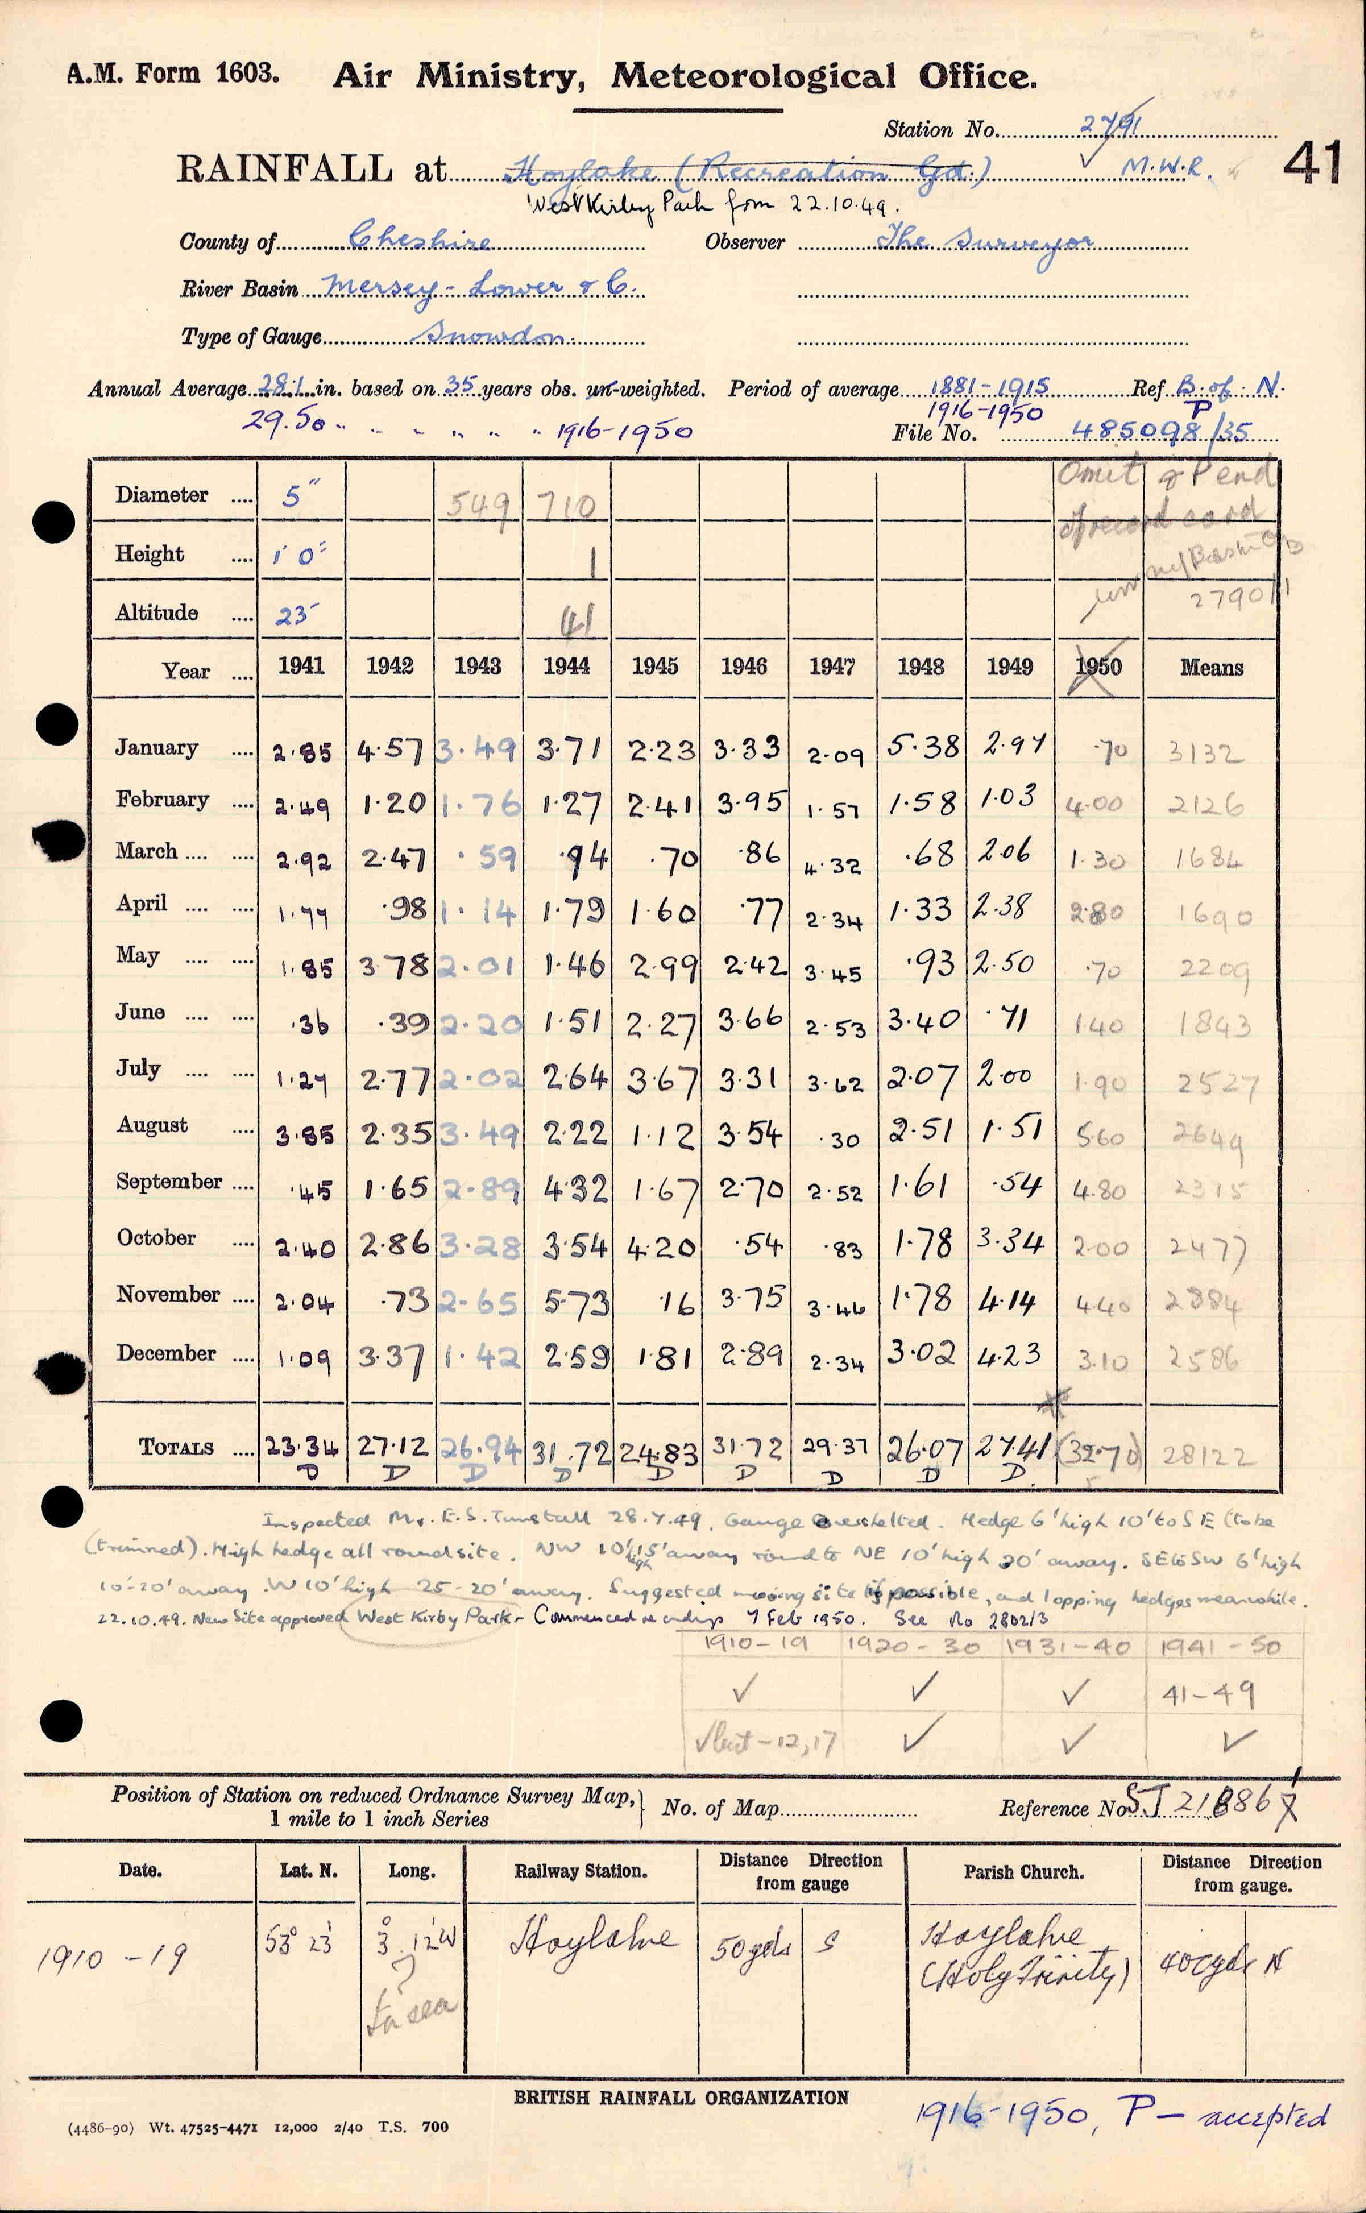 A.M. Form 1603. Air Ministry, Meteorological Office.
Station No. 2791
RAINFALL at Hoylake (Recreation Gd.) M.W.R. 41
West Kirby Park from 22.10.49.
County of Cheshire Observer The Surveyor
River Basin Mersey - Lower & C.
Type of Gauge Snowdon
Annual Average 28.1 in. based on 35 years obs. un-weighted. Period of average 1881-1915 Ref B. of N.
29.50 " " " " " " 1916-1950 1916-1950 P
File No. 485098/35
Omit & P end
of record card
Diameter .... 5" 549 710
Height .... 1' 0" 1
279011
Altitude .... 23 41
Year .... 1941 1942 1943 1944 1945 1946 1947 1948 1949 1950 Means
January .... 2.85 4.57 3.49 3.71 2.23 3.33 2.09 5.38 2.97 .70 3132
February .... 2.49 1.20 1.76 1.27 2.41 3.95 1.57 1.58 1.03 4.00 2126
March .... .... 2.92 2.47 .59 .94 .70 .86 4.32 .68 2.06 1.30 1684
April .... .... 1.77 .98 1.14 1.79 1.60 .77 2.34 1.33 2.38 2.80 1690
May .... .... 1.85 3.78 2.01 1.46 2.99 2.42 3.45 .93 2.50 .70 2209
June .... .... .36 .39 2.20 1.51 2.27 3.66 2.53 3.40 .71 1.40 1843
July .... .... 1.27 2.77 2.02 2.64 3.67 3.31 3.62 2.07 2.00 1.90 2527
August .... 3.85 2.35 3.49 2.22 1.12 3.54 .30 2.51 1.51 5.60 2649
September .... .45 1.65 2.89 4.32 1.67 2.70 2.52 1.61 .54 4.80 2315
October .... 2.40 2.86 3.28 3.54 4.20 .54 .83 1.78 3.34 2.00 2477
November .... 2.04 .73 2.65 5.73 .16 3.75 3.46 1.78 4.14 4.40 2884
December .... 1.09 3.37 1.42 2.59 1.81 2.89 2.34 3.02 4.23 3.10 2586
TOTALS .... 23.34 27.12 26.94 31.72 24.83 31.72 29.37 26.07 27.41 (32.70) 28122
D D D D D D D D D
Inspected Mr. E.S. Tunstall 28.7.49. Gauge overshelted. Hedge 6' high 10' to SE (to be
trimned). High hedge all round site. NW 10' high 15' away round to NE 10' high 20' away. SE to SW 6' high
10-20' away. W 10' high 25-20' away. Suggested moving site if possible, and lopping hedges meanwhile.
22.10.49. New Site approved West Kirby Park - Commenced readings 7 Feb 1950. See No 2802/3
1910-19 1920-30 1931-40 1941-50
✓ ✓ ✓ 41-49
✓ but -12,17 ✓ ✓ ✓
Position of Station on reduced Ordnance Survey Map,
1 mile to 1 inch Series } No. of Map Reference No.
Date. Lat. N. Long. Railway Station. Distance Direction from gauge Parish Church. Distance Direction from gauge.
1910-19 53° 23' 3° 12'W Hoylake 50yds S Hoylake (Holy Trinity) 400yds N
?
to sea
BRITISH RAINFALL ORGANIZATION
(4486-90) Wt. 47525-4471 12,000 2/40 T.S. 700
1916-1950, P - accepted